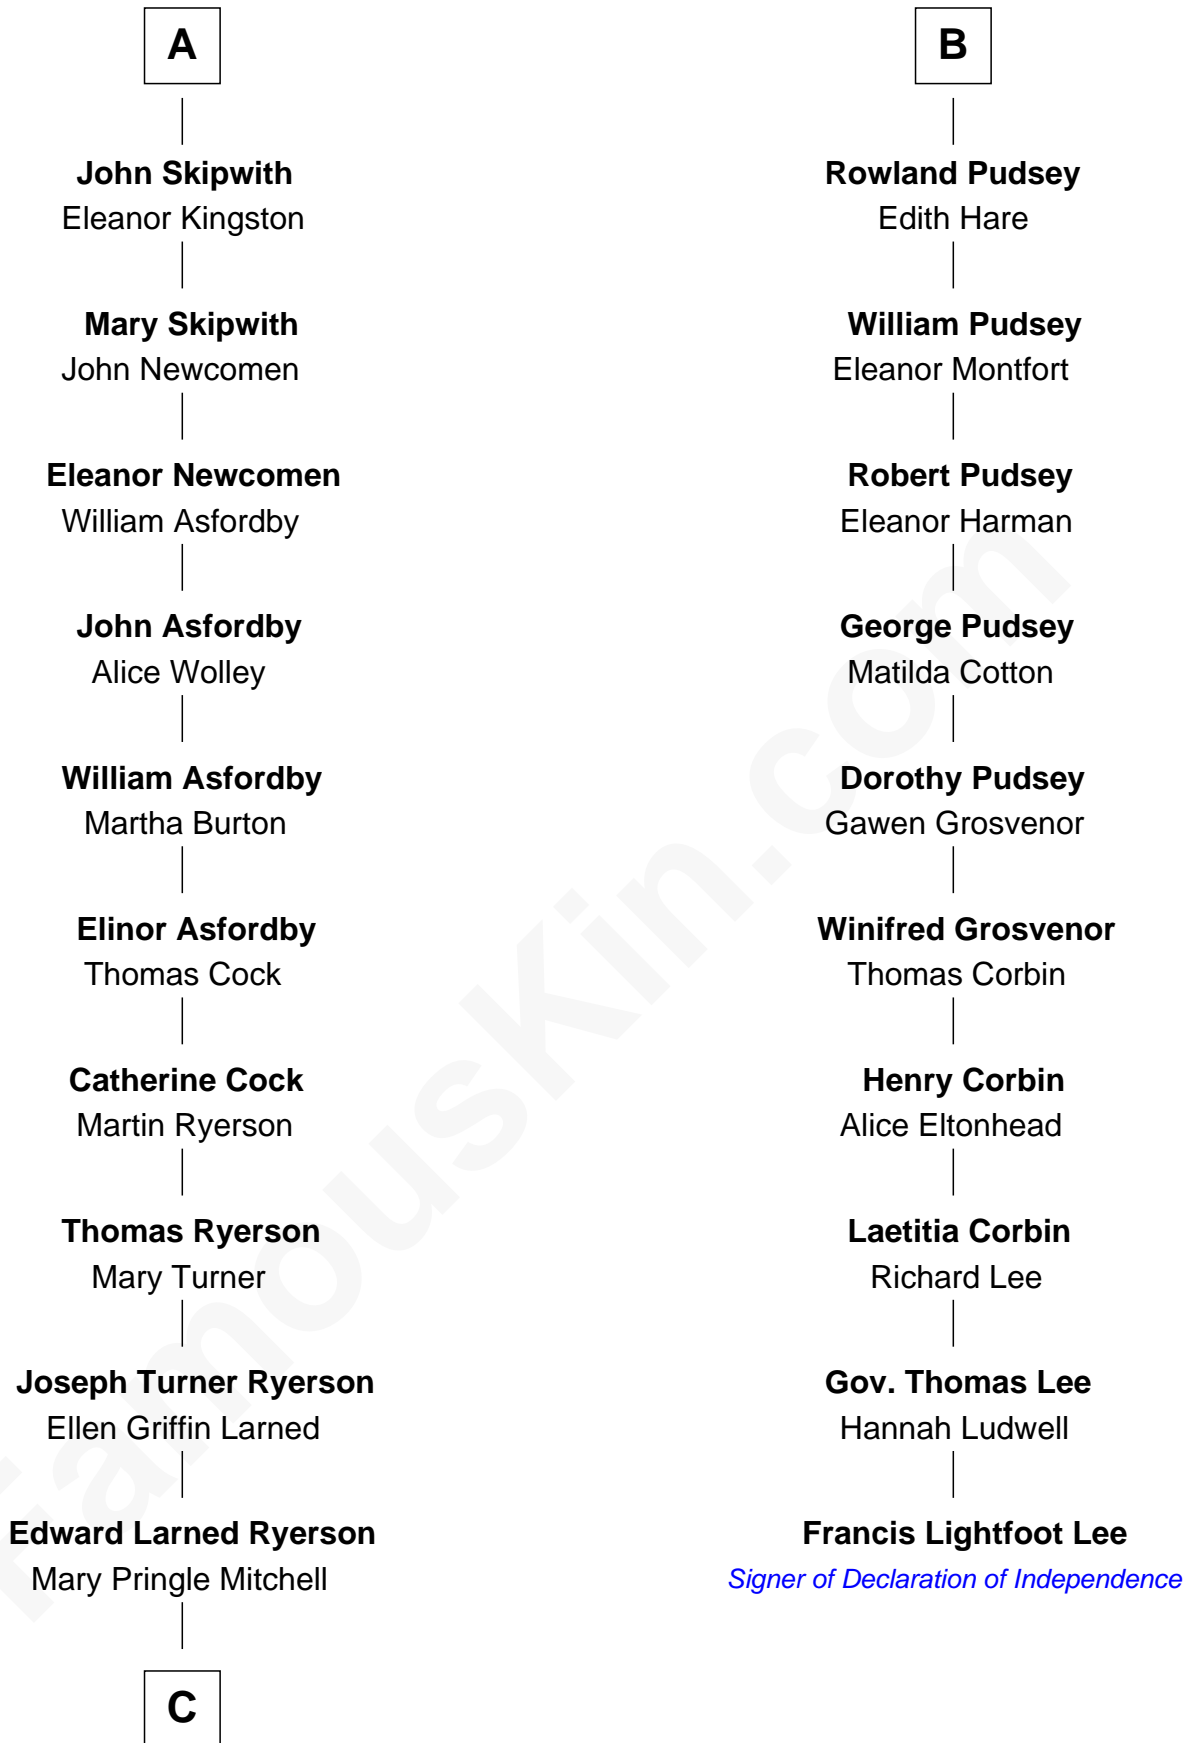 A
John Skipwith
Eleanor Kingston
Mary Skipwith
John Newcomen
Eleanor Newcomen
William Asfordby
John Asfordby
Alice Wolley
William Asfordby
Martha Burton
Elinor Asfordby
Thomas Cock
Catherine Cock
Martin Ryerson
Thomas Ryerson
Mary Turner
Joseph Turner Ryerson
Ellen Griffin Larned
Edward Larned Ryerson
Mary Pringle Mitchell
C
B
Rowland Pudsey
Edith Hare
William Pudsey
Eleanor Montfort
Robert Pudsey
Eleanor Harman
George Pudsey
Matilda Cotton
Dorothy Pudsey
Gawen Grosvenor
Winifred Grosvenor
Thomas Corbin
Henry Corbin
Alice Eltonhead
Laetitia Corbin
Richard Lee
Gov. Thomas Lee
Hannah Ludwell
Francis Lightfoot Lee
Signer of Declaration of Independence
FamousKin.com